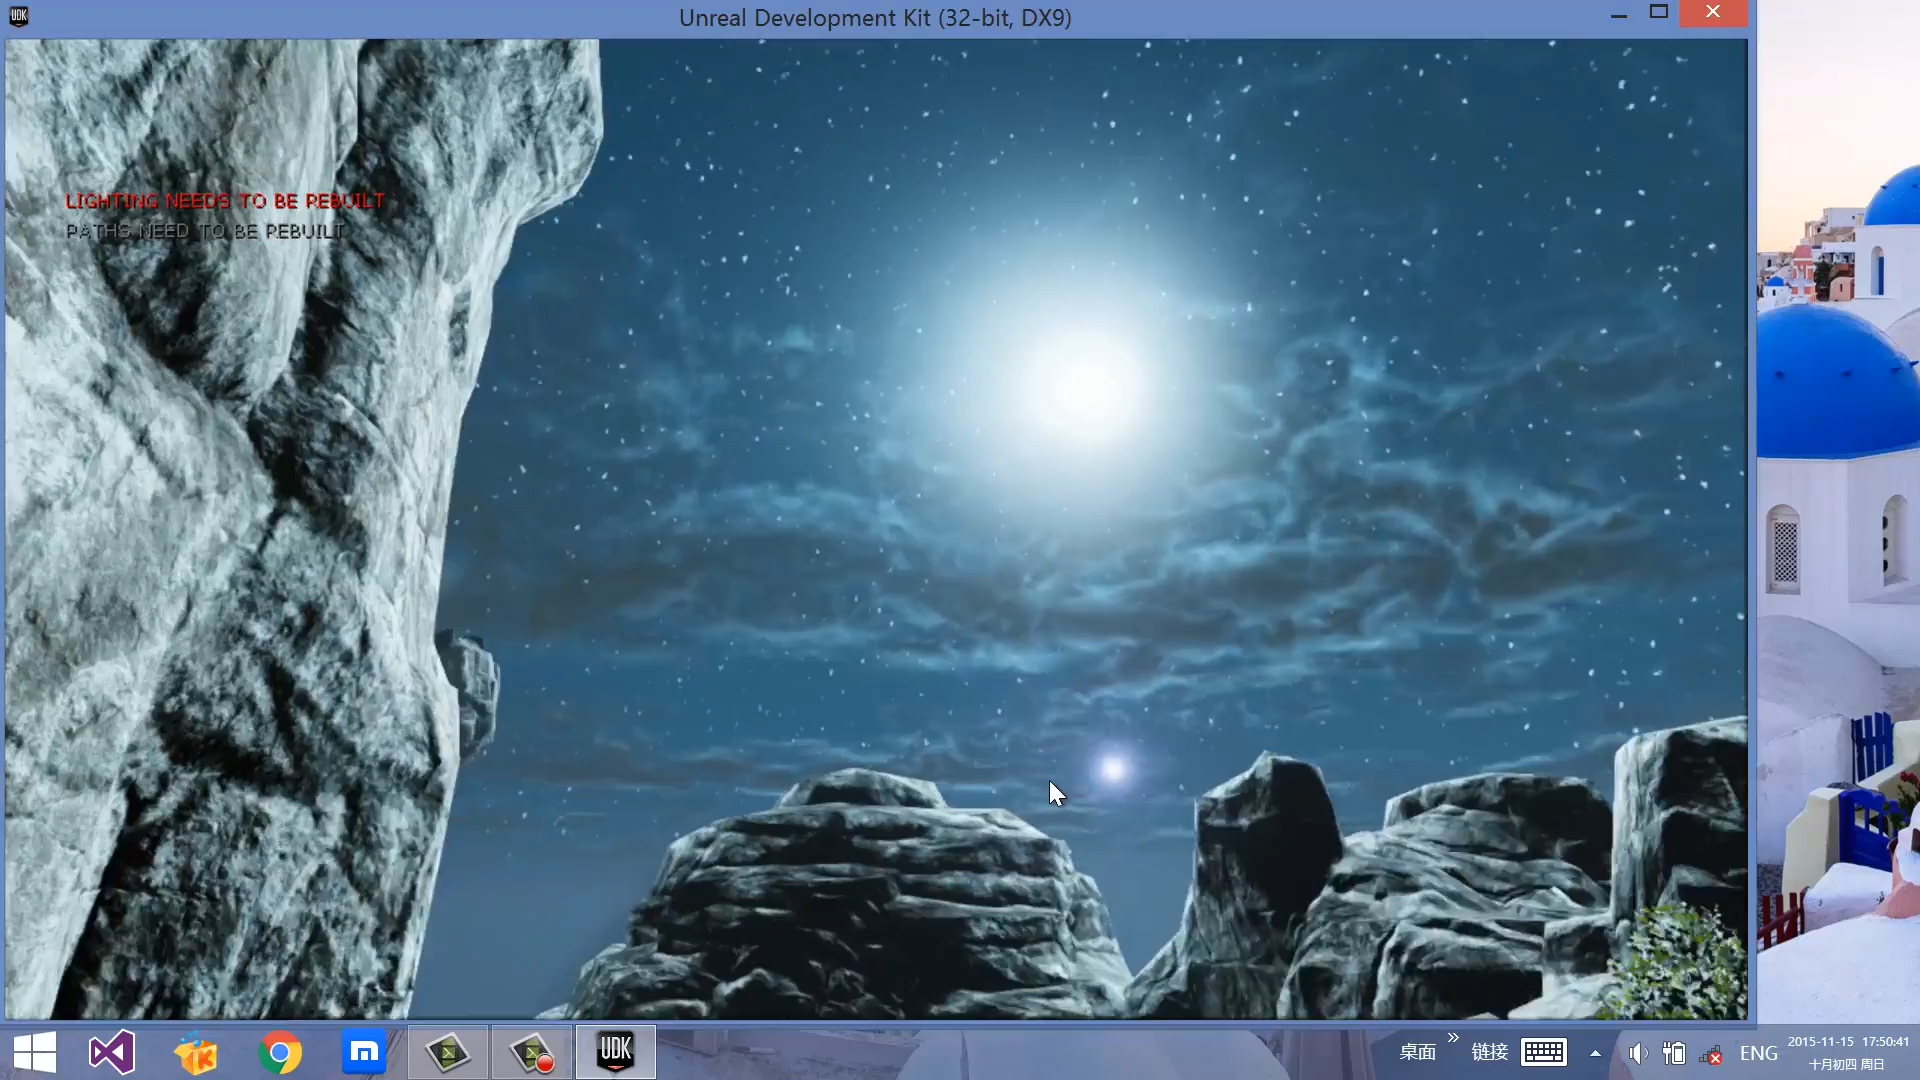 UDK
Unreal Development Kit (32-bit, DX9)
LIGHTING NEEDS TO BE REBUILT
PATHS NEED TO BE REBUILT
UDK
桌面
»
链接
ENG
2015-11-15 17:50:41
十月初四 周日